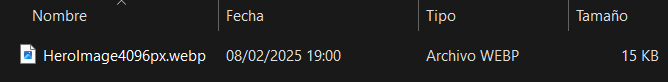 Nombre Fecha Tipo Tamaño
HeroImage4096px.webp 08/02/2025 19:00 Archivo WEBP 15 KB